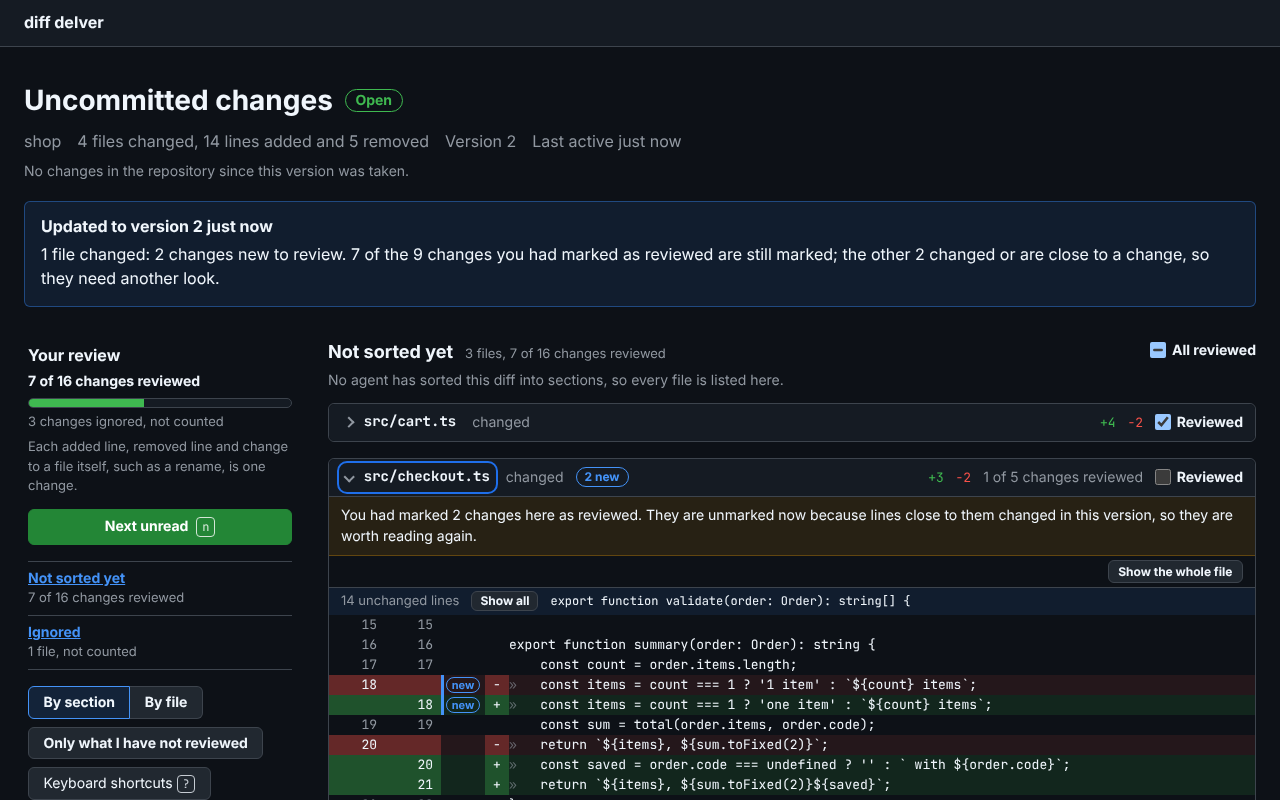 diff delver
Uncommitted changes Open
shop 4 files changed, 14 lines added and 5 removed Version 2 Last active just now
No changes in the repository since this version was taken.
Updated to version 2 just now
1 file changed: 2 changes new to review. 7 of the 9 changes you had marked as reviewed are still marked; the other 2 changed or are close to a change, so
they need another look.
Your review
7 of 16 changes reviewed
3 changes ignored, not counted
Each added line, removed line and change
to a file itself, such as a rename, is one
change.
Next unread n
Not sorted yet
7 of 16 changes reviewed
Ignored
1 file, not counted
By section By file
Only what I have not reviewed
Keyboard shortcuts ?
Not sorted yet 3 files, 7 of 16 changes reviewed All reviewed
No agent has sorted this diff into sections, so every file is listed here.
src/cart.ts changed +4 -2 Reviewed
src/checkout.ts changed 2 new +3 -2 1 of 5 changes reviewed Reviewed
You had marked 2 changes here as reviewed. They are unmarked now because lines close to them changed in this version, so they are
worth reading again.
Show the whole file
14 unchanged lines Show all export function validate(order: Order): string[] {
15 15
16 16 export function summary(order: Order): string {
17 17 const count = order.items.length;
18 new - » const items = count === 1 ? '1 item' : `${count} items`;
18 new + » const items = count === 1 ? 'one item' : `${count} items`;
19 19 const sum = total(order.items, order.code);
20 - » return `${items}, ${sum.toFixed(2)}`;
20 + » const saved = order.code === undefined ? '' : ` with ${order.code}`;
21 + » return `${items}, ${sum.toFixed(2)}${saved}`;